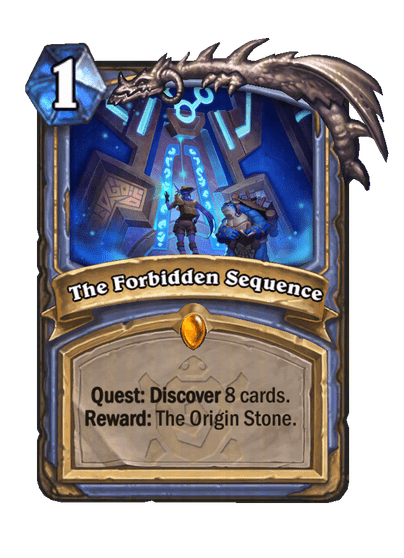 1
The Forbidden Sequence
Quest: Discover 8 cards.
Reward: The Origin Stone.